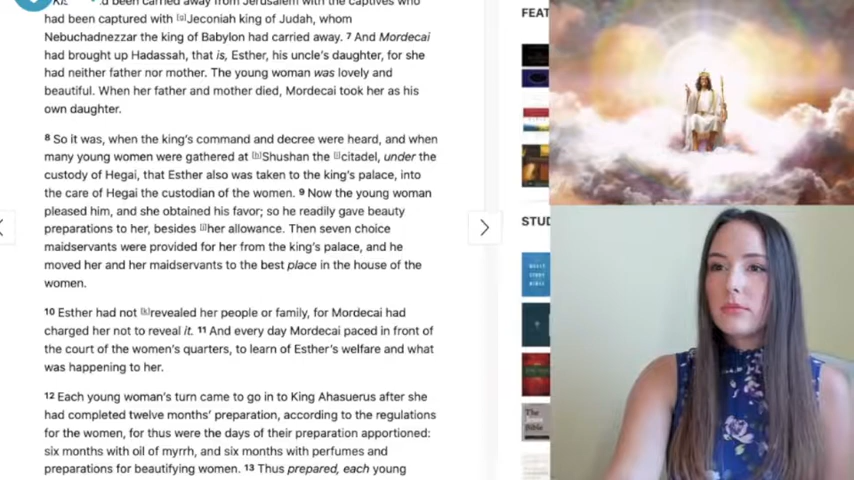 been carried away from Jerusalem with the captives who
had been captured with [g]Jeconiah king of Judah, whom
Nebuchadnezzar the king of Babylon had carried away. 7 And Mordecai
had brought up Hadassah, that is, Esther, his uncle's daughter, for she
had neither father nor mother. The young woman was lovely and
beautiful. When her father and mother died, Mordecai took her as his
own daughter.
8 So it was, when the king's command and decree were heard, and when
many young women were gathered at [h]Shushan the [i]citadel, under the
custody of Hegai, that Esther also was taken to the king's palace, into
the care of Hegai the custodian of the women. 9 Now the young woman
pleased him, and she obtained his favor; so he readily gave beauty
preparations to her, besides [j]her allowance. Then seven choice
maidservants were provided for her from the king's palace, and he
moved her and her maidservants to the best place in the house of the
women.
10 Esther had not [k]revealed her people or family, for Mordecai had
charged her not to reveal it. 11 And every day Mordecai paced in front of
the court of the women's quarters, to learn of Esther's welfare and what
was happening to her.
12 Each young woman's turn came to go in to King Ahasuerus after she
had completed twelve months' preparation, according to the regulations
for the women, for thus were the days of their preparation apportioned:
six months with oil of myrrh, and six months with perfumes and
preparations for beautifying women. 13 Thus prepared, each young
FEAT
STUD